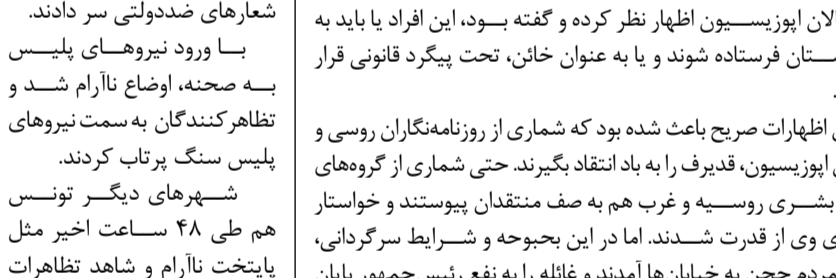 لان اپوزیسیون اظهار نظر کرده و گفته بود، این افراد یا باید به
ستان فرستاده شوند و یا به عنوان خائن، تحت پیگرد قانونی قرار
اظهارات صریح باعث شده بود که شماری از روزنامه‌نگاران روسی و
اپوزیسیون، قدیرف را به باد انتقاد بگیرند. حتی شماری از گروه‌های
بشری روسیه و غرب هم به صف منتقدان پیوستند و خواستار
ی وی از قدرت شدند. اما در این بحبوحه و شرایط سرگردانی،
مردم چچن به خیابان‌ها آمدند و غائله را به نفع رئیس جمهور پایان
شعارهای ضددولتی سر دادند.
با ورود نیروهای پلیس
به صحنه، اوضاع ناآرام شد و
تظاهرکنندگان به سمت نیروهای
پلیس سنگ پرتاب کردند.
شهرهای دیگر تونس
هم طی ۴۸ ساعت اخیر مثل
پایتخت ناآرام و شاهد تظاهرات